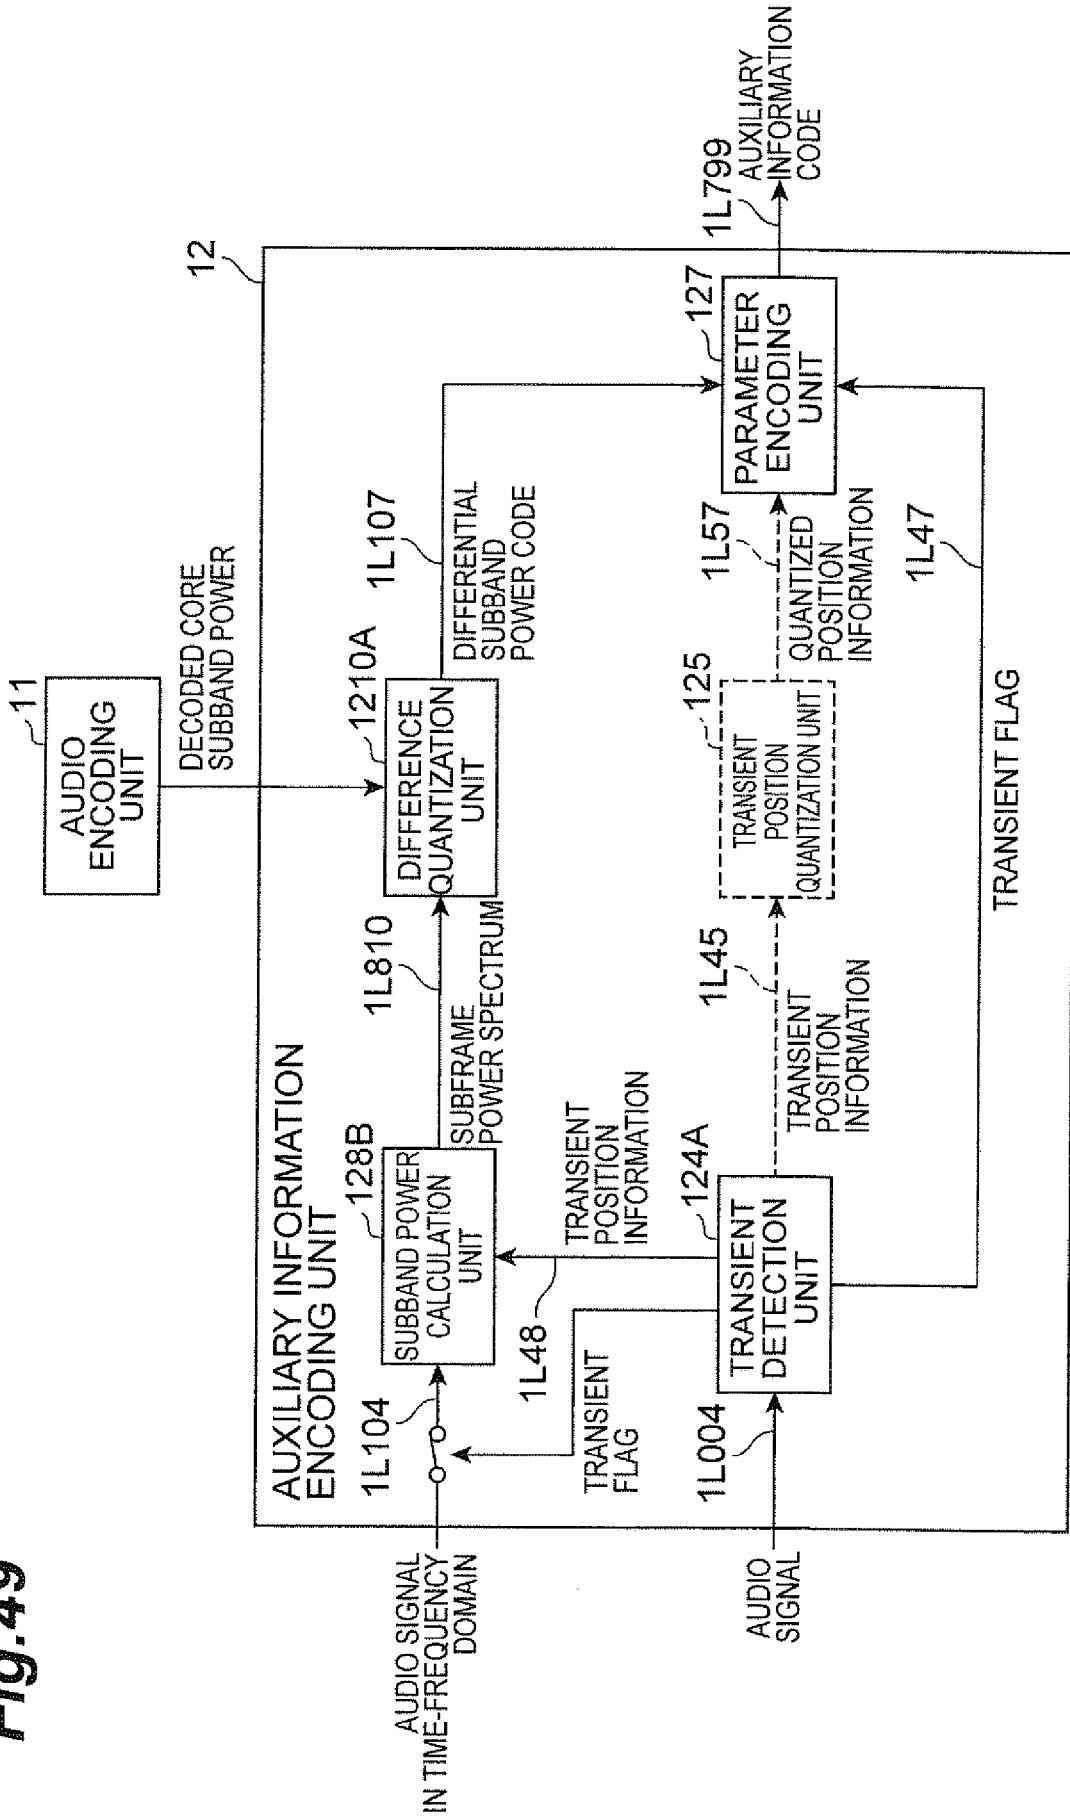 Fig.49
11
AUDIO
ENCODING
UNIT
DECODED CORE
SUBBAND POWER
12
AUXILIARY INFORMATION
ENCODING UNIT
AUDIO SIGNAL
IN TIME-FREQUENCY
DOMAIN
1L104
128B
SUBBAND POWER
CALCULATION
UNIT
1L810
SUBFRAME
POWER SPECTRUM
1210A
DIFFERENCE
QUANTIZATION
UNIT
1L107
DIFFERENTIAL
SUBBAND
POWER CODE
TRANSIENT
FLAG
1L48
TRANSIENT
POSITION
INFORMATION
AUDIO
SIGNAL
1L004
124A
TRANSIENT
DETECTION
UNIT
1L45
TRANSIENT
POSITION
INFORMATION
125
TRANSIENT
POSITION
QUANTIZATION UNIT
1L57
QUANTIZED
POSITION
INFORMATION
127
PARAMETER
ENCODING
UNIT
1L799
AUXILIARY
INFORMATION
CODE
1L47
TRANSIENT FLAG